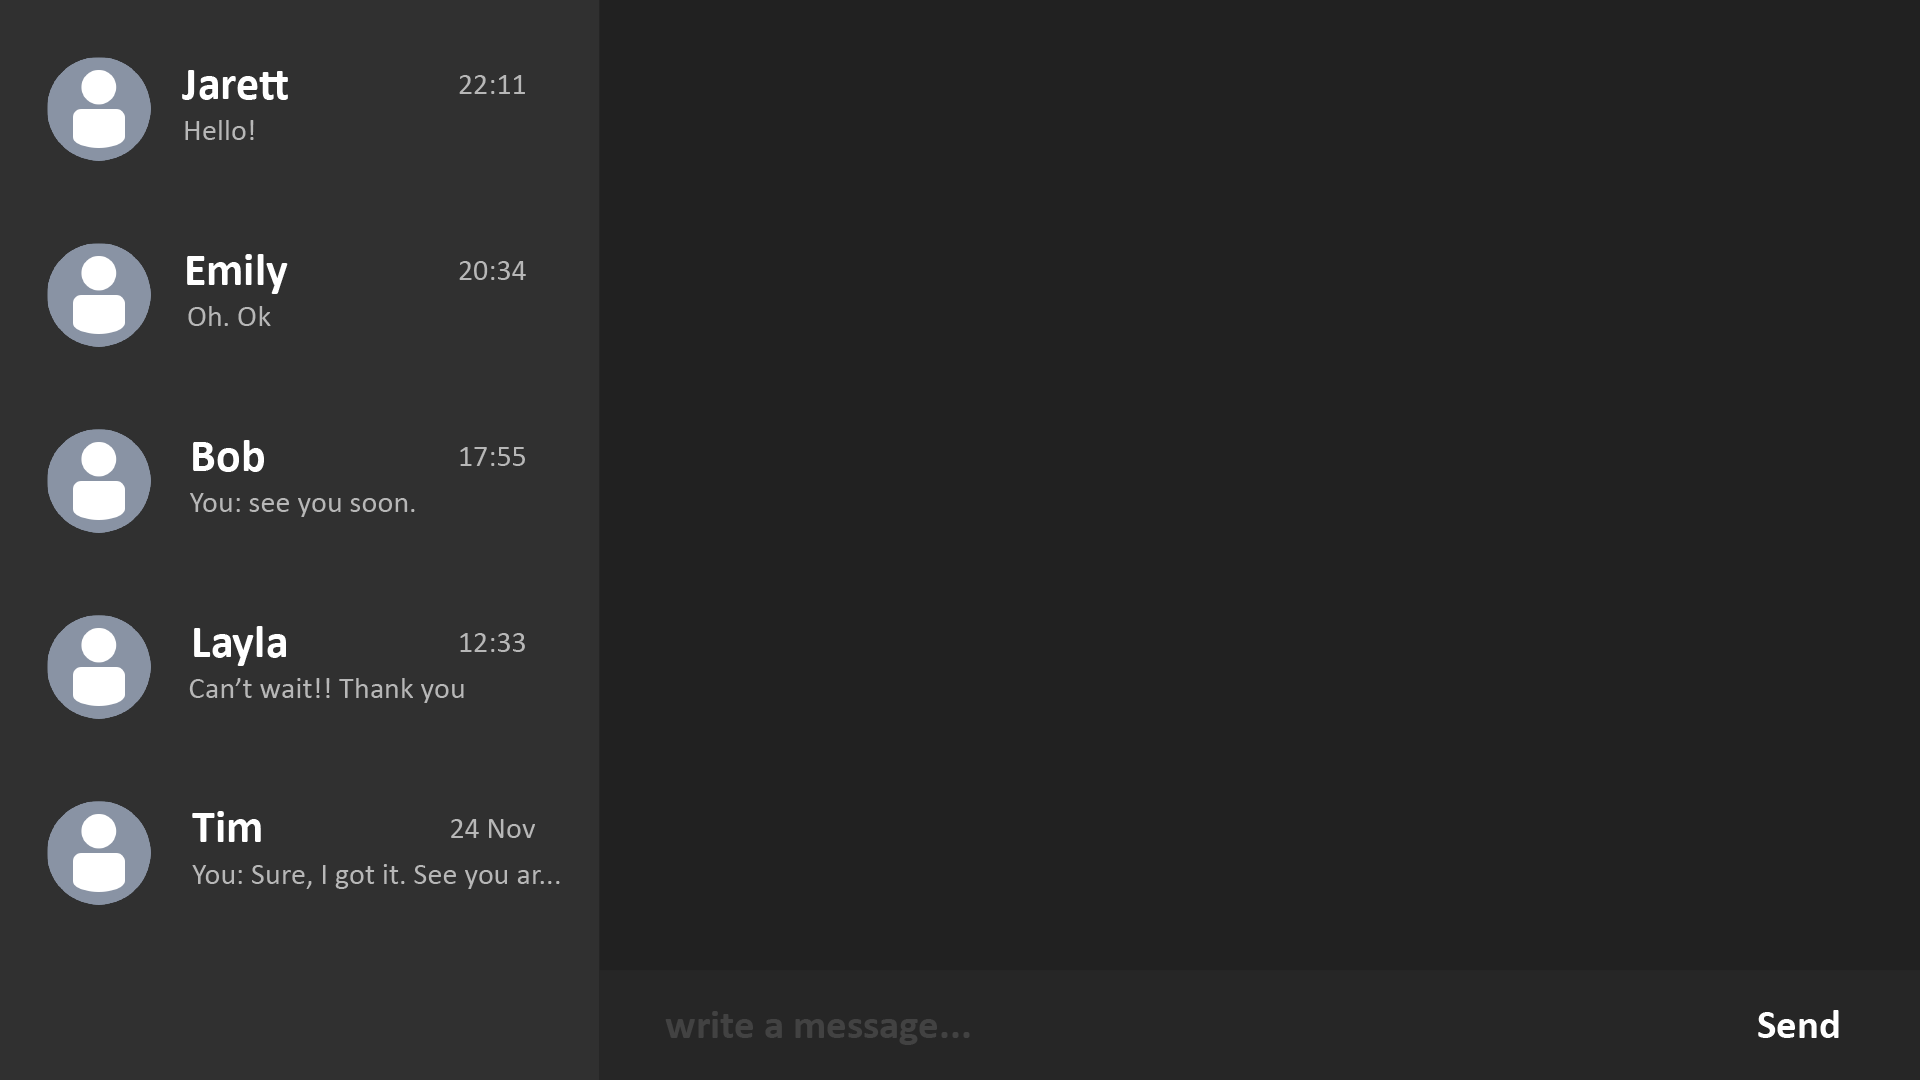 Jarett 22:11
Hello!
Emily 20:34
Oh. Ok
Bob 17:55
You: see you soon.
Layla 12:33
Can’t wait!! Thank you
Tim 24 Nov
You: Sure, I got it. See you ar...
write a message... Send